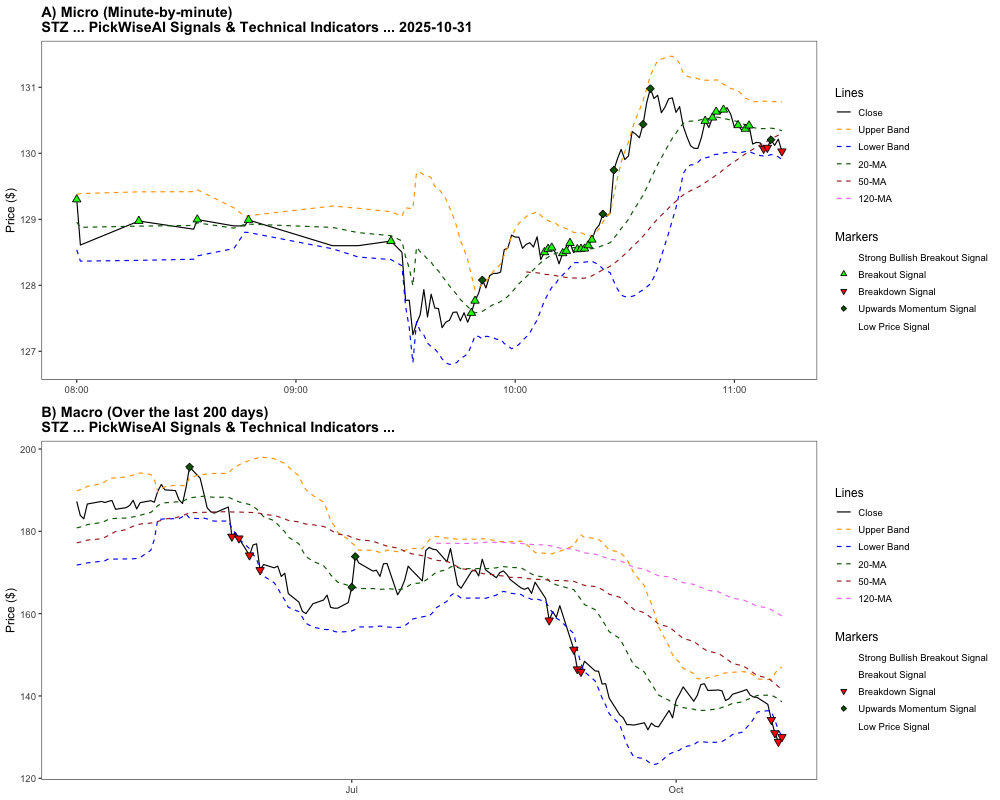 A) Micro (Minute-by-minute)
STZ ... PickWiseAI Signals & Technical Indicators ... 2025-10-31
Price ($)
131
130
129
128
127
08:00
09:00
10:00
11:00
Lines
Close
Upper Band
Lower Band
20-MA
50-MA
120-MA
Markers
Strong Bullish Breakout Signal
Breakout Signal
Breakdown Signal
Upwards Momentum Signal
Low Price Signal
B) Macro (Over the last 200 days)
STZ ... PickWiseAI Signals & Technical Indicators ...
Price ($)
200
180
160
140
120
Jul
Oct
Lines
Close
Upper Band
Lower Band
20-MA
50-MA
120-MA
Markers
Strong Bullish Breakout Signal
Breakout Signal
Breakdown Signal
Upwards Momentum Signal
Low Price Signal